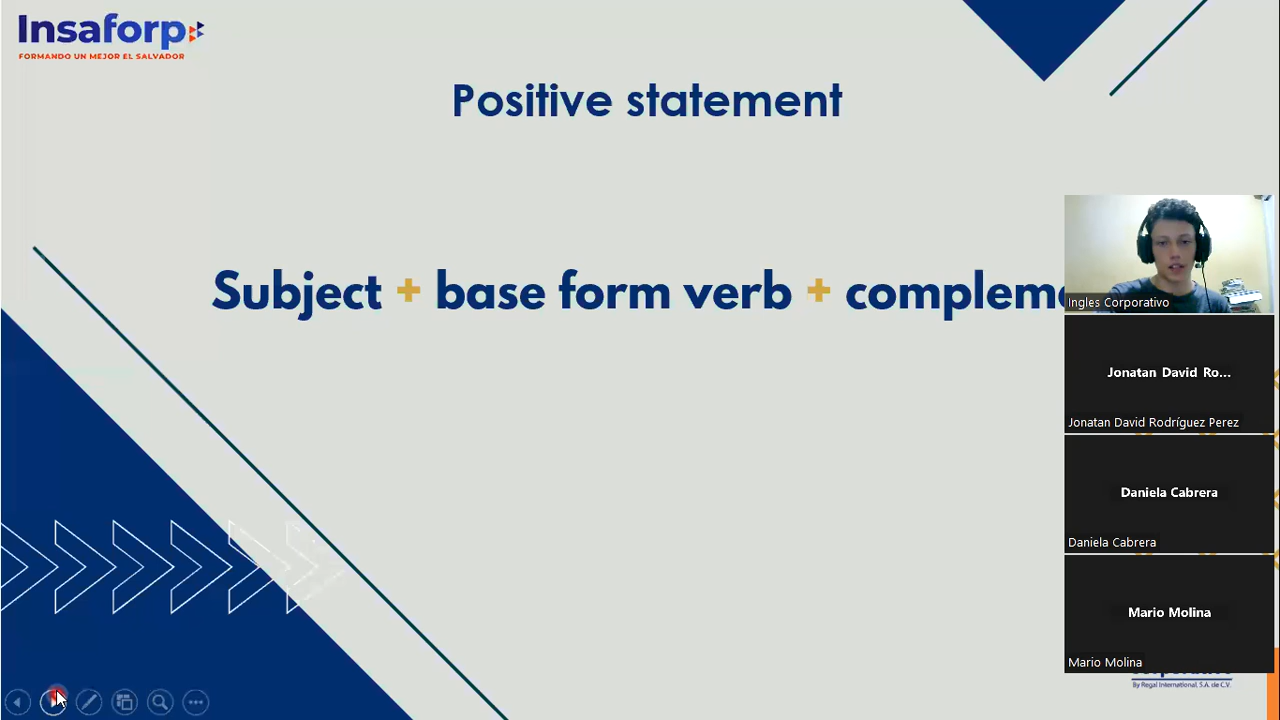 Insaforp
FORMANDO UN MEJOR EL SALVADOR
Positive statement
Subject + base form verb +
Ingles Corporativo
Jonatan David Ro...
Jonatan David Rodríguez Perez
Daniela Cabrera
Daniela Cabrera
Mario Molina
Mario Molina
By Regal International, S.A. de C.V.